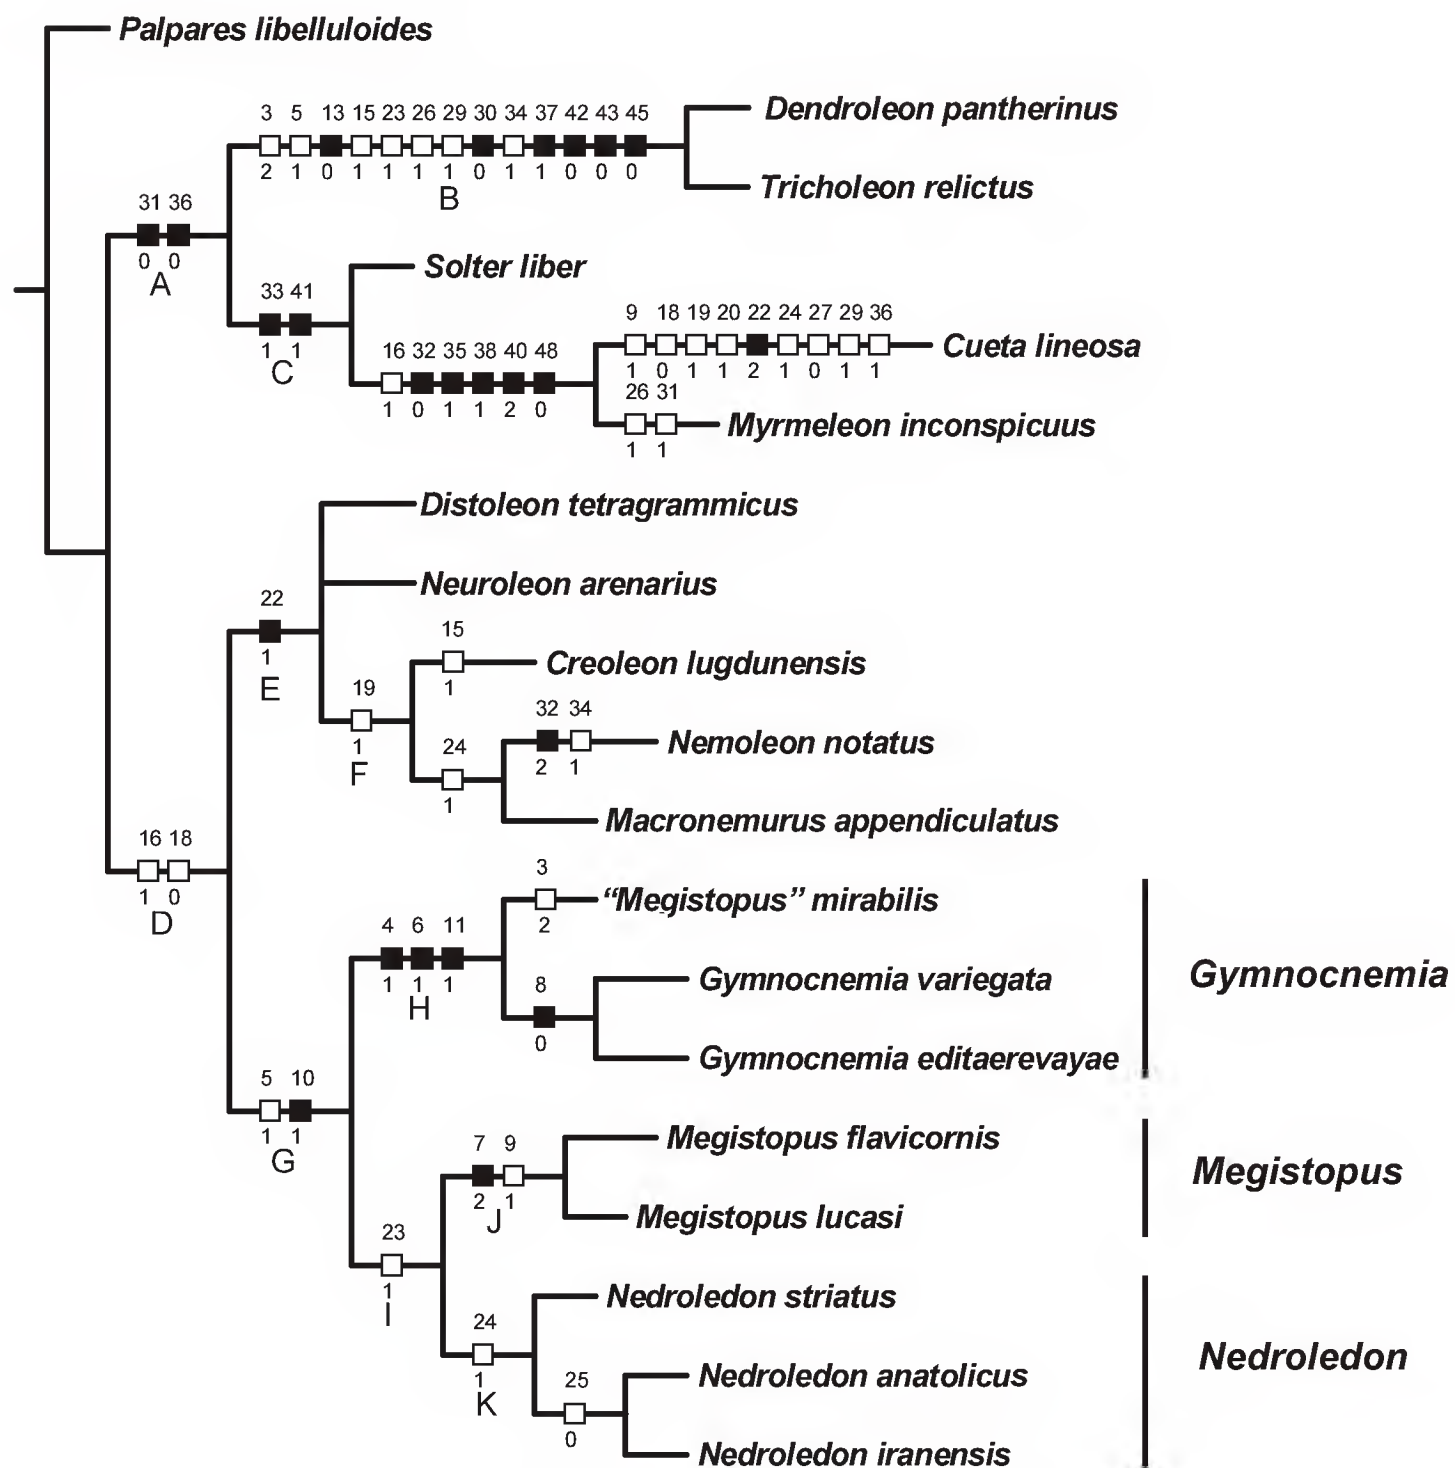 Palpares libelluloides
3 5 13 15 23 26 29 30 34 37 42 43 45
Dendroleon pantherinus
2 1 0 1 1 1 1 0 1 1 0 0 0
B
Tricholeon relictus
31 36
0 0
A
Solter liber
33 41
1 1
C
9 18 19 20 22 24 27 29 36
Cueta lineosa
1 0 1 1 2 1 0 1 1
16 32 35 38 40 48
1 0 1 1 2 0
26 31
Myrmeleon inconspicuus
1 1
Distoleon tetragrammicus
Neuroleon arenarius
22
1
E
15
Creoleon lugdunensis
1
19
1
F
32 34
Nemoleon notatus
2 1
24
1
Macronemurus appendiculatus
16 18
1 0
D
3
“Megistopus” mirabilis
2
4 6 11
1 1 1
H
Gymnocnemia variegata
Gymnocnemia
8
0
Gymnocnemia editaerevayae
5 10
1 1
G
Megistopus flavicornis
7 9
2 1
J
Megistopus
Megistopus lucasi
23
1
I
Nedroledon striatus
24
1
K
Nedroledon
Nedroledon anatolicus
25
0
Nedroledon iranensis